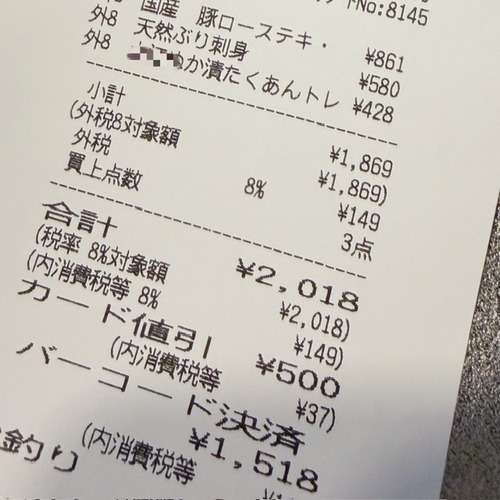 No:8145
国産 豚ローステキ・ ¥861
外8 天然ぶり刺身 ¥580
外8 ぬか漬たくあんトレ ¥428
小計 ¥1,869
(外税8対象額 ¥1,869)
外税 8% ¥149
買上点数 3点
合計 ¥2,018
(税率 8%対象額 ¥2,018)
(内消費税等 8% ¥149)
カード値引 ¥500
(内消費税等 ¥37)
バーコード決済 ¥1,518
(内消費税等
釣り